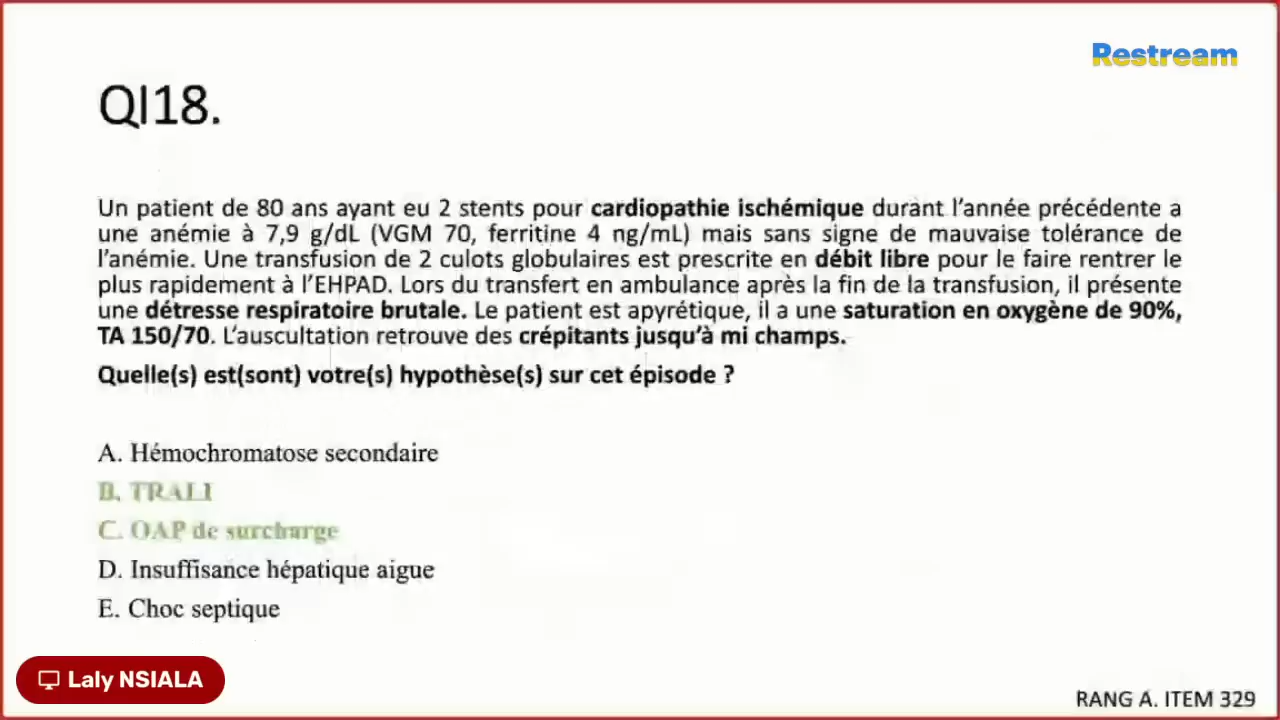 Restream
QI18.
Un patient de 80 ans ayant eu 2 stents pour cardiopathie ischémique durant l'année précédente a
une anémie à 7,9 g/dL (VGM 70, ferritine 4 ng/mL) mais sans signe de mauvaise tolérance de
l'anémie. Une transfusion de 2 culots globulaires est prescrite en débit libre pour le faire rentrer le
plus rapidement à l'EHPAD. Lors du transfert en ambulance après la fin de la transfusion, il présente
une détresse respiratoire brutale. Le patient est apyrétique, il a une saturation en oxygène de 90%,
TA 150/70. L'auscultation retrouve des crépitants jusqu'à mi champs.
Quelle(s) est(sont) votre(s) hypothèse(s) sur cet épisode ?
A. Hémochromatose secondaire
B. TRALI
C. OAP de surcharge
D. Insuffisance hépatique aigue
E. Choc septique
Laly NSIALA
RANG A. ITEM 329